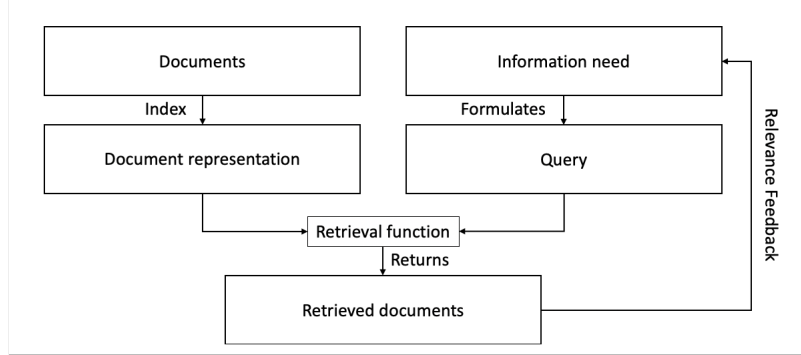 Documents
Information need
Index
Formulates
Document representation
Query
Retrieval function
Returns
Retrieved documents
Relevance Feedback